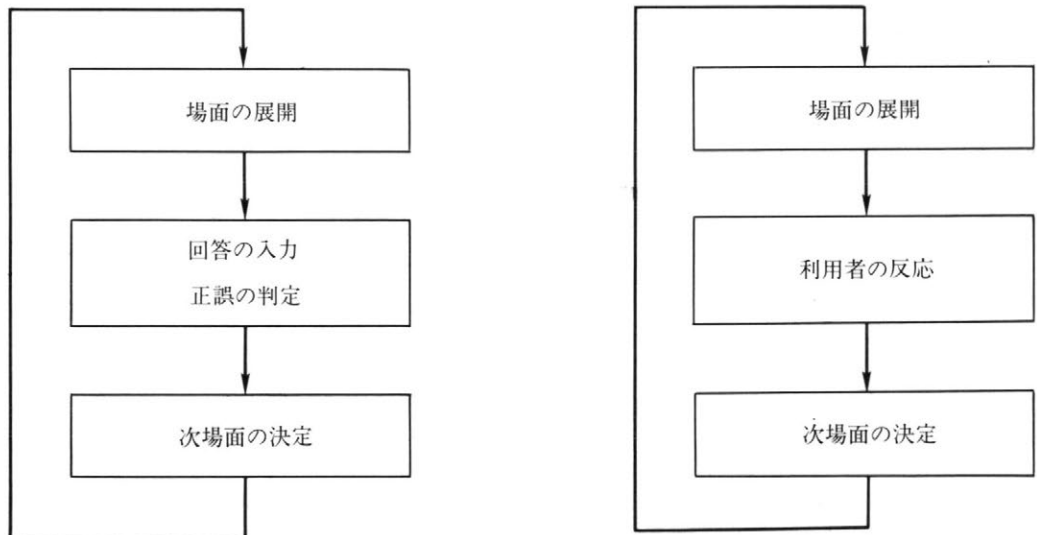 場面の展開
回答の入力
正誤の判定
次場面の決定
場面の展開
利用者の反応
次場面の決定